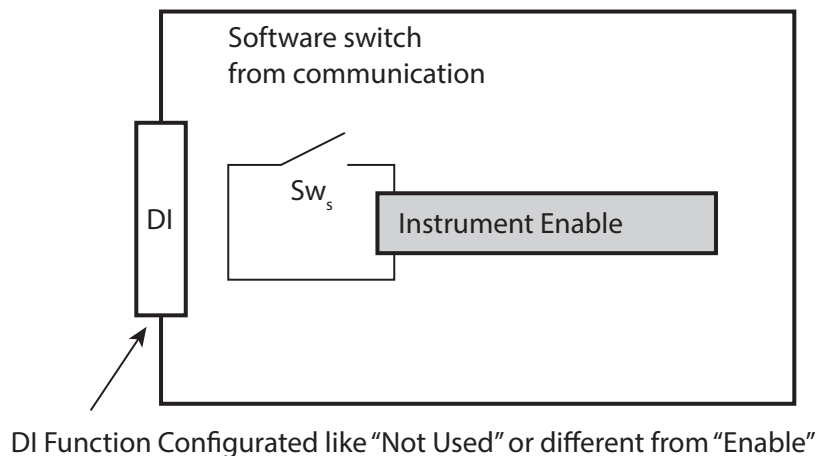 Software switch
from communication
Sws
DI
Instrument Enable
DI Function Configurated like “Not Used” or different from “Enable”